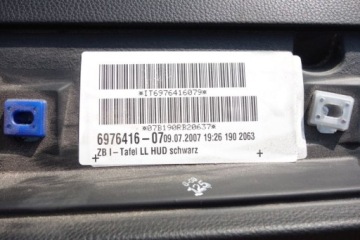 *IT6976416079*
*07B190RB20637*
6976416-07 09.07.2007 19:26 190 2063
ZB I-Tafel LL HUD schwarz